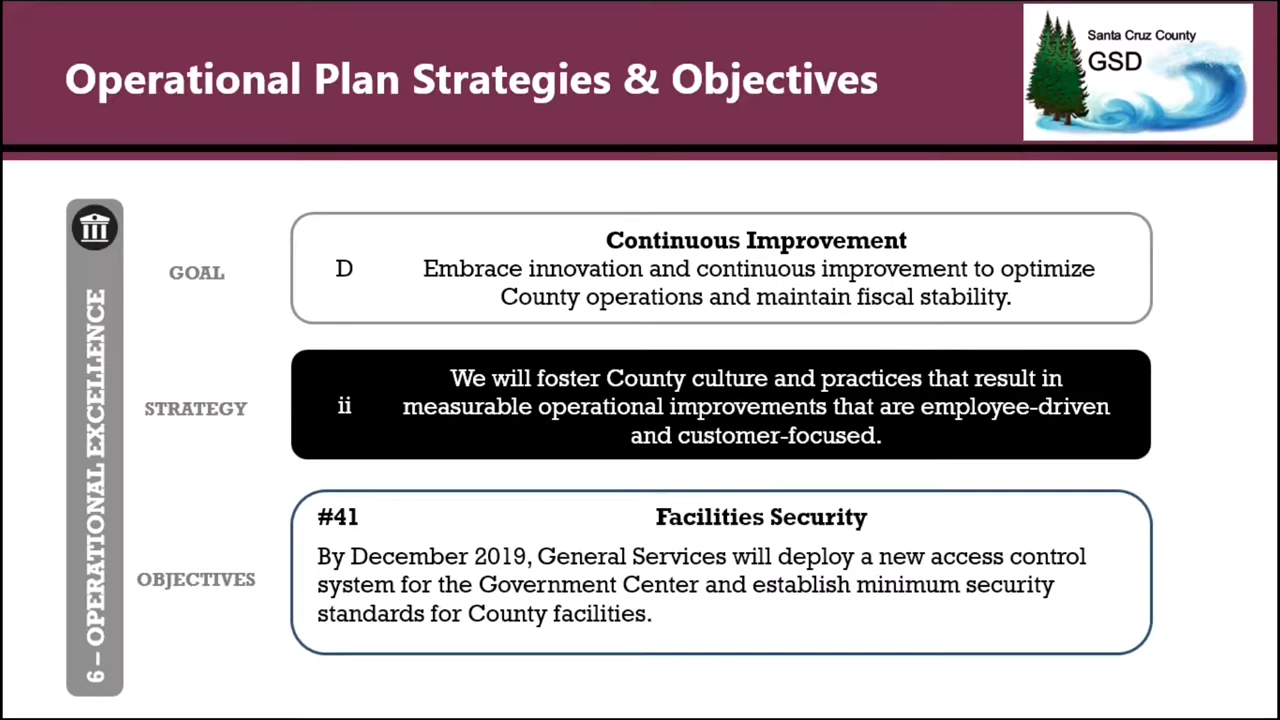 Operational Plan Strategies & Objectives
Santa Cruz County
GSD
6 – OPERATIONAL EXCELLENCE
GOAL
D
Continuous Improvement
Embrace innovation and continuous improvement to optimize
County operations and maintain fiscal stability.
STRATEGY
ii
We will foster County culture and practices that result in
measurable operational improvements that are employee-driven
and customer-focused.
OBJECTIVES
#41
Facilities Security
By December 2019, General Services will deploy a new access control
system for the Government Center and establish minimum security
standards for County facilities.